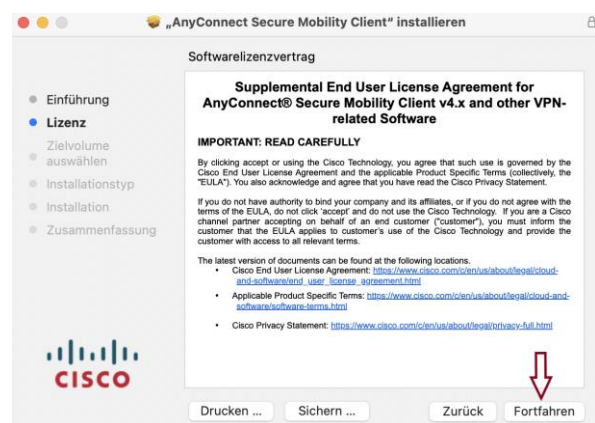 „AnyConnect Secure Mobility Client“ installieren
Softwarelizenzvertrag
Einführung
Lizenz
Zielvolume
auswählen
Installationstyp
Installation
Zusammenfassung
Supplemental End User License Agreement for
AnyConnect® Secure Mobility Client v4.x and other VPN-
related Software
IMPORTANT: READ CAREFULLY
By clicking accept or using the Cisco Technology, you agree that such use is governed by the
Cisco End User License Agreement and the applicable Product Specific Terms (collectively, the
"EULA"). You also acknowledge and agree that you have read the Cisco Privacy Statement.
If you do not have authority to bind your company and its affiliates, or if you do not agree with the
terms of the EULA, do not click 'accept' and do not use the Cisco Technology. If you are a Cisco
channel partner accepting on behalf of an end customer ("customer"), you must inform the
customer that the EULA applies to customer's use of the Cisco Technology and provide the
customer with access to all relevant terms.
The latest version of documents can be found at the following locations.
• Cisco End User License Agreement: https://www.cisco.com/c/en/us/about/legal/cloud-
and-software/end_user_license_agreement.html
• Applicable Product Specific Terms: https://www.cisco.com/c/en/us/about/legal/cloud-and-
software/software-terms.html
• Cisco Privacy Statement: https://www.cisco.com/c/en/us/about/legal/privacy-full.html
CISCO
Drucken ... Sichern ... Zurück Fortfahren